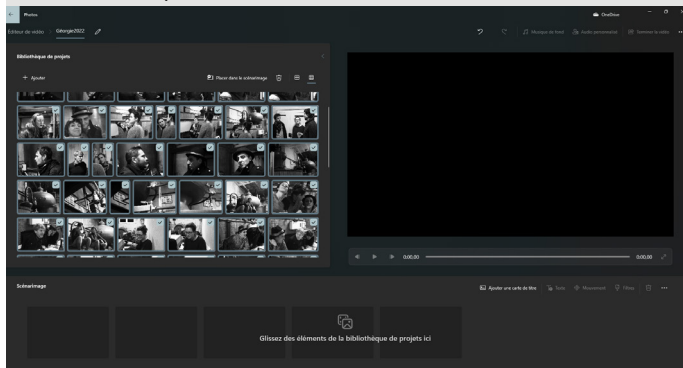 Photos
OneDrive
Éditeur de vidéo
Géorgie2022
Musique de fond
Audio personnalisé
Terminer la vidéo
Bibliothèque de projets
Ajouter
Placer dans le scénarimage
0:00,00
0:00,00
Scénarimage
Ajouter une carte de titre
Texte
Mouvement
Filtres
Glissez des éléments de la bibliothèque de projets ici